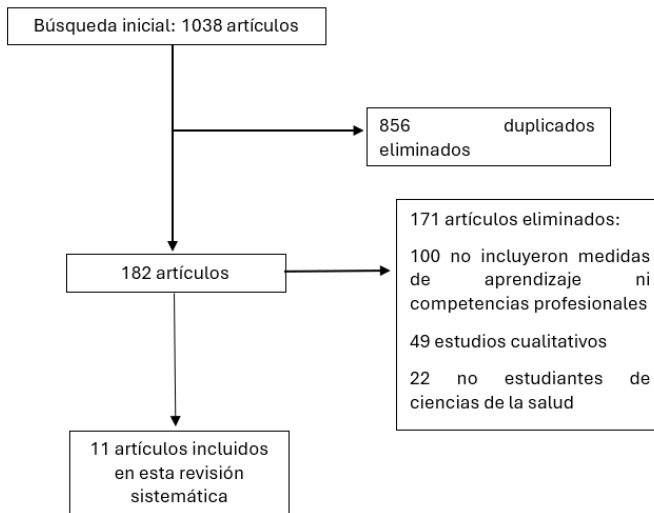 Búsqueda inicial: 1038 artículos
856 duplicados
eliminados
182 artículos
171 artículos eliminados:
100 no incluyeron medidas
de aprendizaje ni
competencias profesionales
49 estudios cualitativos
22 no estudiantes de
ciencias de la salud
11 artículos incluidos
en esta revisión
sistemática